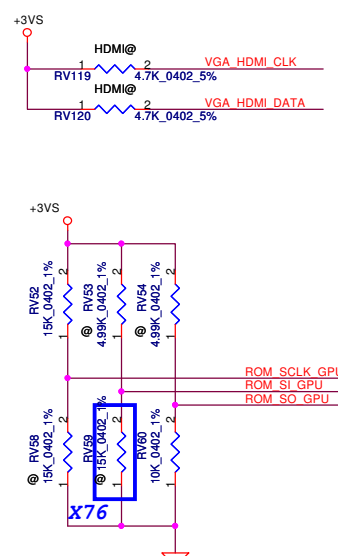 +3VS
HDMI@
1 2 VGA_HDMI_CLK
RV119 4.7K_0402_5%
HDMI@
1 2 VGA_HDMI_DATA
RV120 4.7K_0402_5%
+3VS
2 2 2
RV52
15K_0402_1%
RV53
@ 4.99K_0402_1%
RV54
@ 4.99K_0402_1%
1 1 1
ROM_SCLK_GPU
ROM_SI_GPU
ROM_SO_GPU
2 2 2
RV58
@ 15K_0402_1%
RV59
@ 15K_0402_1%
RV60
10K_0402_1%
1 1 1
X76